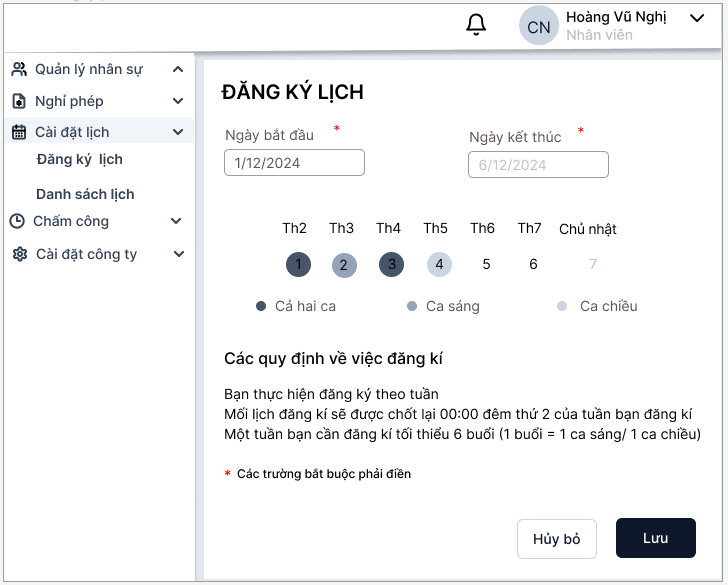 CN
Hoàng Vũ Nghị
Nhân viên
Quản lý nhân sự
Nghỉ phép
Cài đặt lịch
Đăng ký lịch
Danh sách lịch
Chấm công
Cài đặt công ty
ĐĂNG KÝ LỊCH
Ngày bắt đầu *
1/12/2024
Ngày kết thúc *
6/12/2024
Th2 Th3 Th4 Th5 Th6 Th7 Chủ nhật
1 2 3 4 5 6 7
Cả hai ca Ca sáng Ca chiều
Các quy định về việc đăng kí
Bạn thực hiện đăng ký theo tuần
Mối lịch đăng kí sẽ được chốt lại 00:00 đêm thứ 2 của tuần bạn đăng kí
Một tuần bạn cần đăng kí tối thiểu 6 buổi (1 buổi = 1 ca sáng/ 1 ca chiều)
* Các trường bắt buộc phải điền
Hủy bỏ Lưu